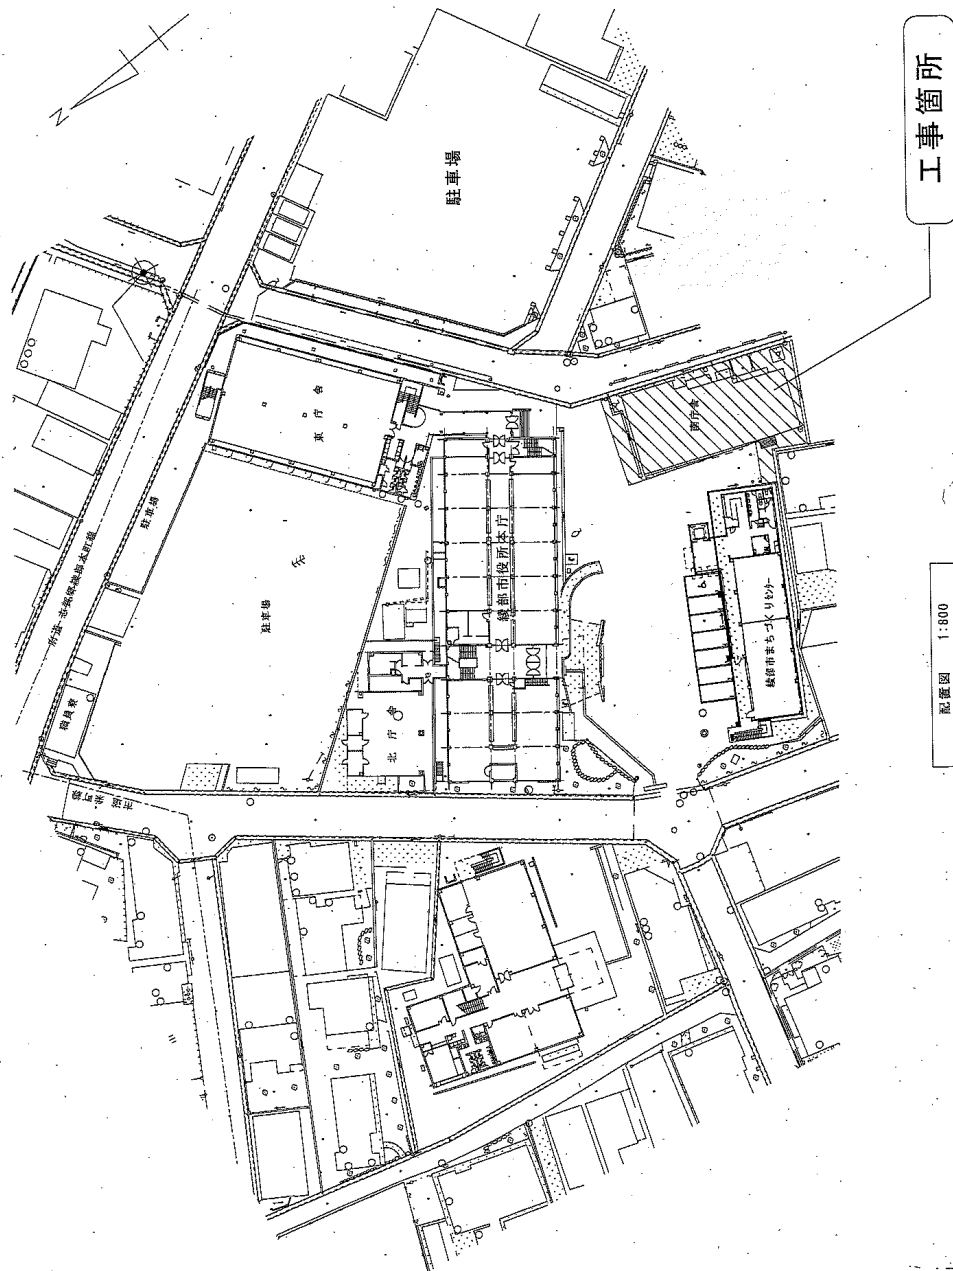 N
工事箇所
駐車場
東庁舎
南庁舎
駐車場
駐車場
綾部市役所本庁
北庁舎
職員寮
綾部市まちづくりセンター
配置図 1:800